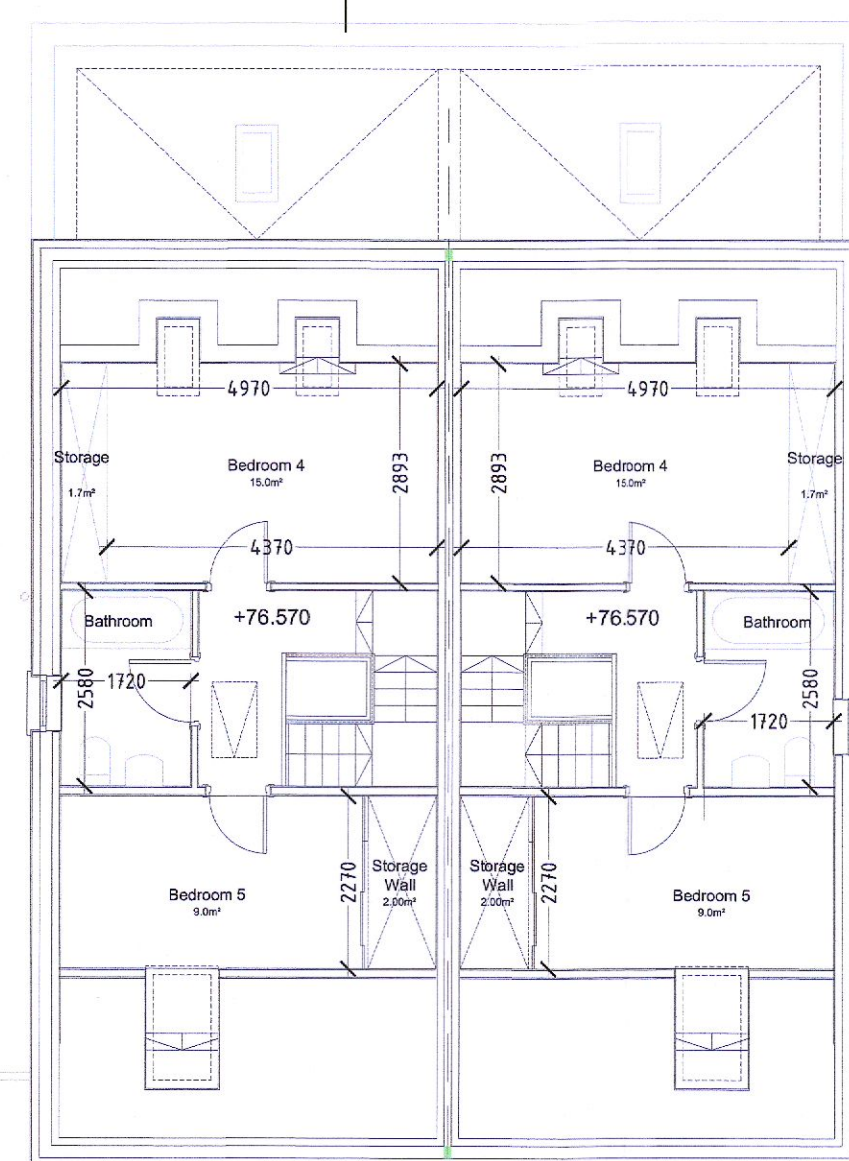 4970
4970
Storage
1.7m²
Bedroom 4
15.0m²
2893
2893
Bedroom 4
15.0m²
Storage
1.7m²
4370
4370
Bathroom
+76.570
+76.570
Bathroom
2580
1720
2580
1720
Bedroom 5
9.0m²
2270
Storage
Wall
2.00m²
Storage
Wall
2.00m²
2270
Bedroom 5
9.0m²